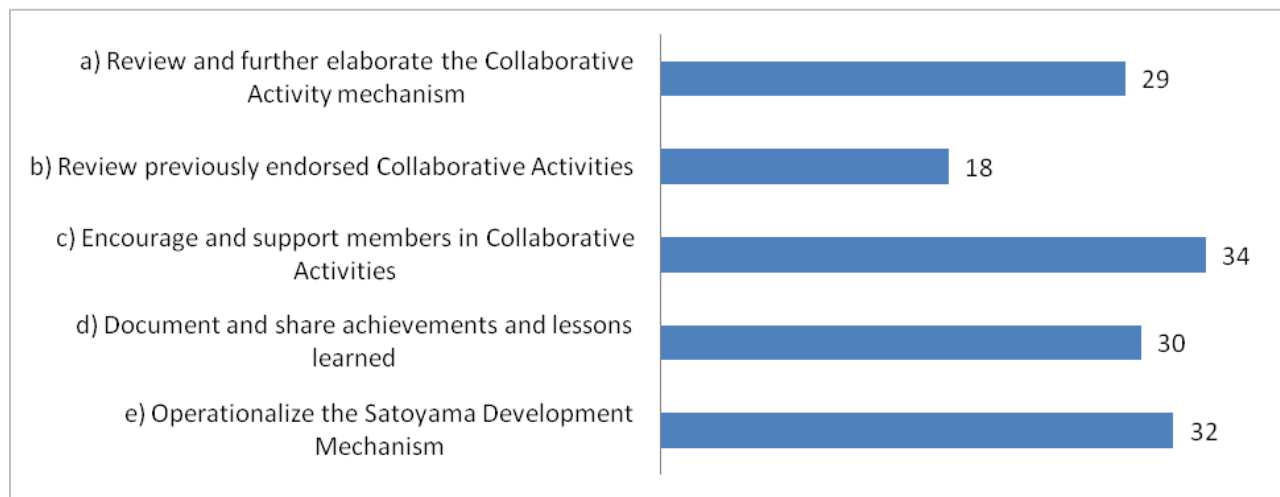 a) Review and further elaborate the Collaborative
Activity mechanism
29
b) Review previously endorsed Collaborative Activities
18
c) Encourage and support members in Collaborative
Activities
34
d) Document and share achievements and lessons
learned
30
e) Operationalize the Satoyama Development
Mechanism
32